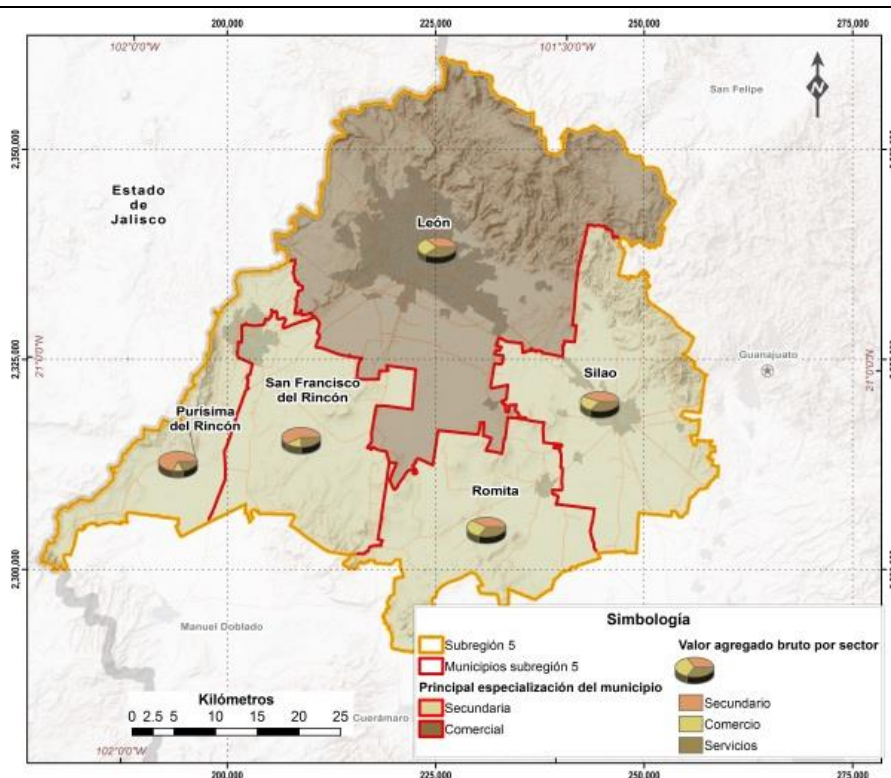 200,000
225,000
250,000
275,000
102°0'0"W
101°30'0"W
N
San Felipe
2,350,000
Estado
de
Jalisco
León
21°0'0"N
2,325,000
Guanajuato
21°0'0"N
Silao
San Francisco
del Rincón
Purísima
del Rincón
Romita
2,300,000
Manuel Doblado
Cuerámaro
Kilómetros
0 2.5 5 10 15 20 25
102°0'0"W
Simbología
Subregión 5
Municipios subregión 5
Principal especialización del municipio
Secundaria
Comercial
Valor agregado bruto por sector
Secundario
Comercio
Servicios
200,000
225,000
250,000
275,000